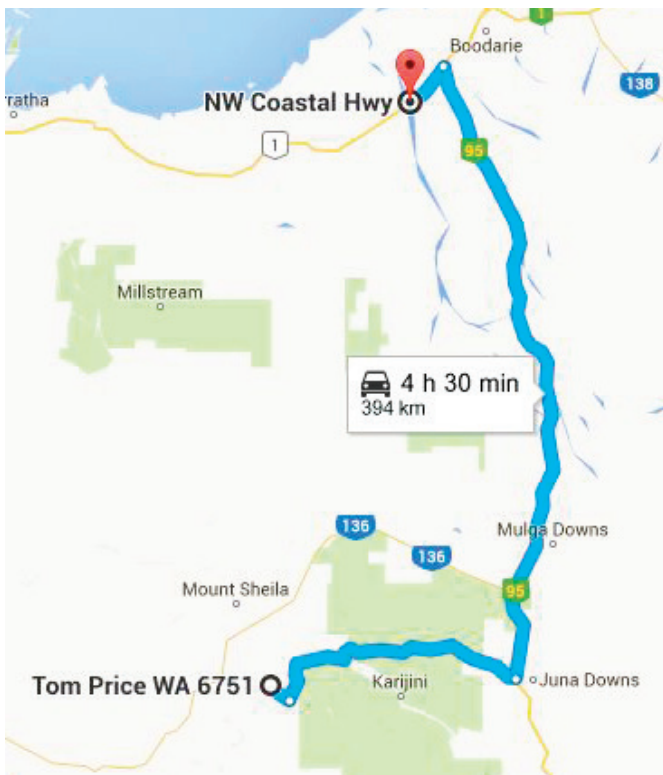 1
Boodarie
138
rratha
NW Coastal Hwy
1
95
Millstream
4 h 30 min
394 km
136
Mulga Downs
136
Mount Sheila
95
Tom Price WA 6751
Karijini
Juna Downs